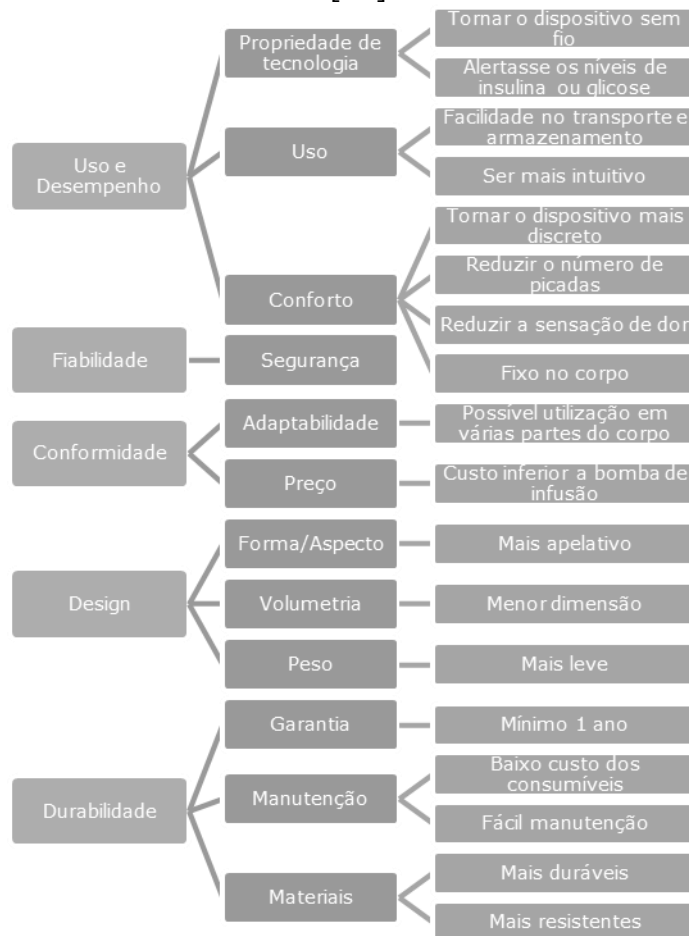 Uso e
Desempenho
Propriedade de
tecnologia
Tornar o dispositivo sem
fio
Alertasse os níveis de
insulina ou glicose
Uso
Facilidade no transporte e
armazenamento
Ser mais intuitivo
Conforto
Tornar o dispositivo mais
discreto
Reduzir o número de
picadas
Reduzir a sensação de dor
Fixo no corpo
Fiabilidade
Segurança
Conformidade
Adaptabilidade
Possível utilização em
várias partes do corpo
Preço
Custo inferior a bomba de
infusão
Design
Forma/Aspecto
Mais apelativo
Volumetria
Menor dimensão
Peso
Mais leve
Durabilidade
Garantia
Mínimo 1 ano
Manutenção
Baixo custo dos
consumíveis
Fácil manutenção
Materiais
Mais duráveis
Mais resistentes